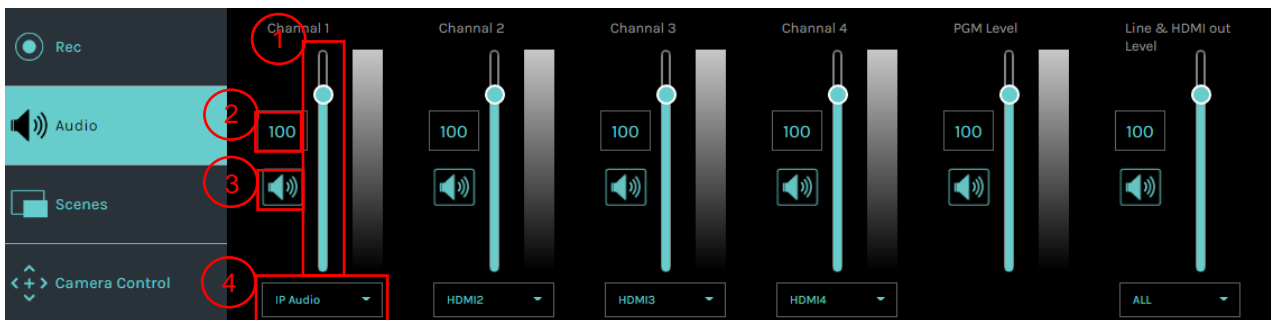 Rec
Audio
Scenes
Camera Control
Channal 1
Channal 2
Channal 3
Channal 4
PGM Level
Line & HDMI out
Level
1
2
3
4
100
100
100
100
100
100
IP Audio
HDMI2
HDMI3
HDMI4
ALL